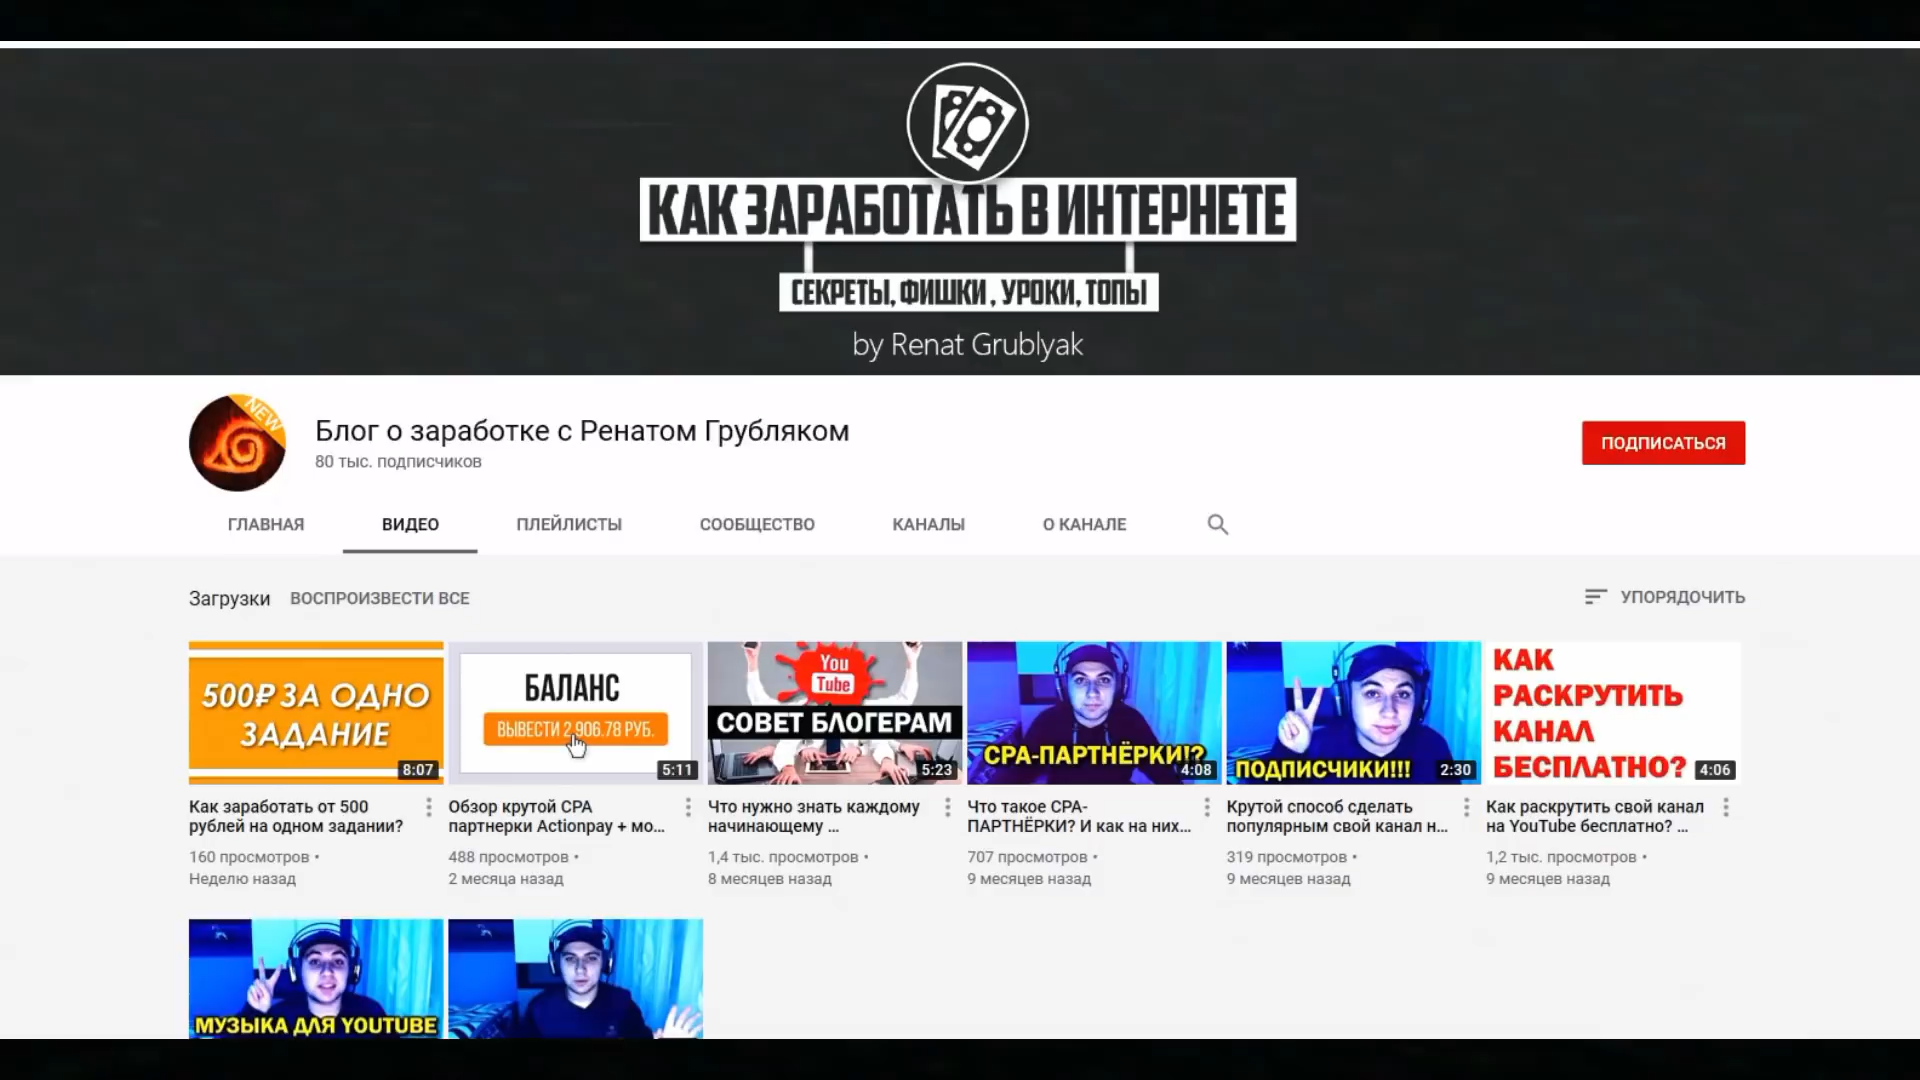 КАК ЗАРАБОТАТЬ В ИНТЕРНЕТЕ
СЕКРЕТЫ, ФИШКИ, УРОКИ, ТОПЫ
by Renat Grublyak
NEW
Блог о заработке с Ренатом Грубляком
80 тыс. подписчиков
ПОДПИСАТЬСЯ
ГЛАВНАЯ ВИДЕО ПЛЕЙЛИСТЫ СООБЩЕСТВО КАНАЛЫ О КАНАЛЕ
Загрузки ВОСПРОИЗВЕСТИ ВСЕ
УПОРЯДОЧИТЬ
500₽ ЗА ОДНО
ЗАДАНИЕ
8:07
Как заработать от 500
рублей на одном задании?
160 просмотров •
Неделю назад
БАЛАНС
ВЫВЕСТИ 2 906.78 РУБ.
5:11
Обзор крутой CPA
партнерки Actionpay + мо...
488 просмотров •
2 месяца назад
You
Tube
СОВЕТ БЛОГЕРАМ
5:23
Что нужно знать каждому
начинающему ...
1,4 тыс. просмотров •
8 месяцев назад
CPA-ПАРТНЁРКИ!?
4:08
Что такое CPA-
ПАРТНЁРКИ? И как на них...
707 просмотров •
9 месяцев назад
ПОДПИСЧИКИ!!!
2:30
Крутой способ сделать
популярным свой канал н...
319 просмотров •
9 месяцев назад
КАК
РАСКРУТИТЬ
КАНАЛ
БЕСПЛАТНО?
4:06
Как раскрутить свой канал
на YouTube бесплатно? ...
1,2 тыс. просмотров •
9 месяцев назад
МУЗЫКА ДЛЯ YOUTUBE